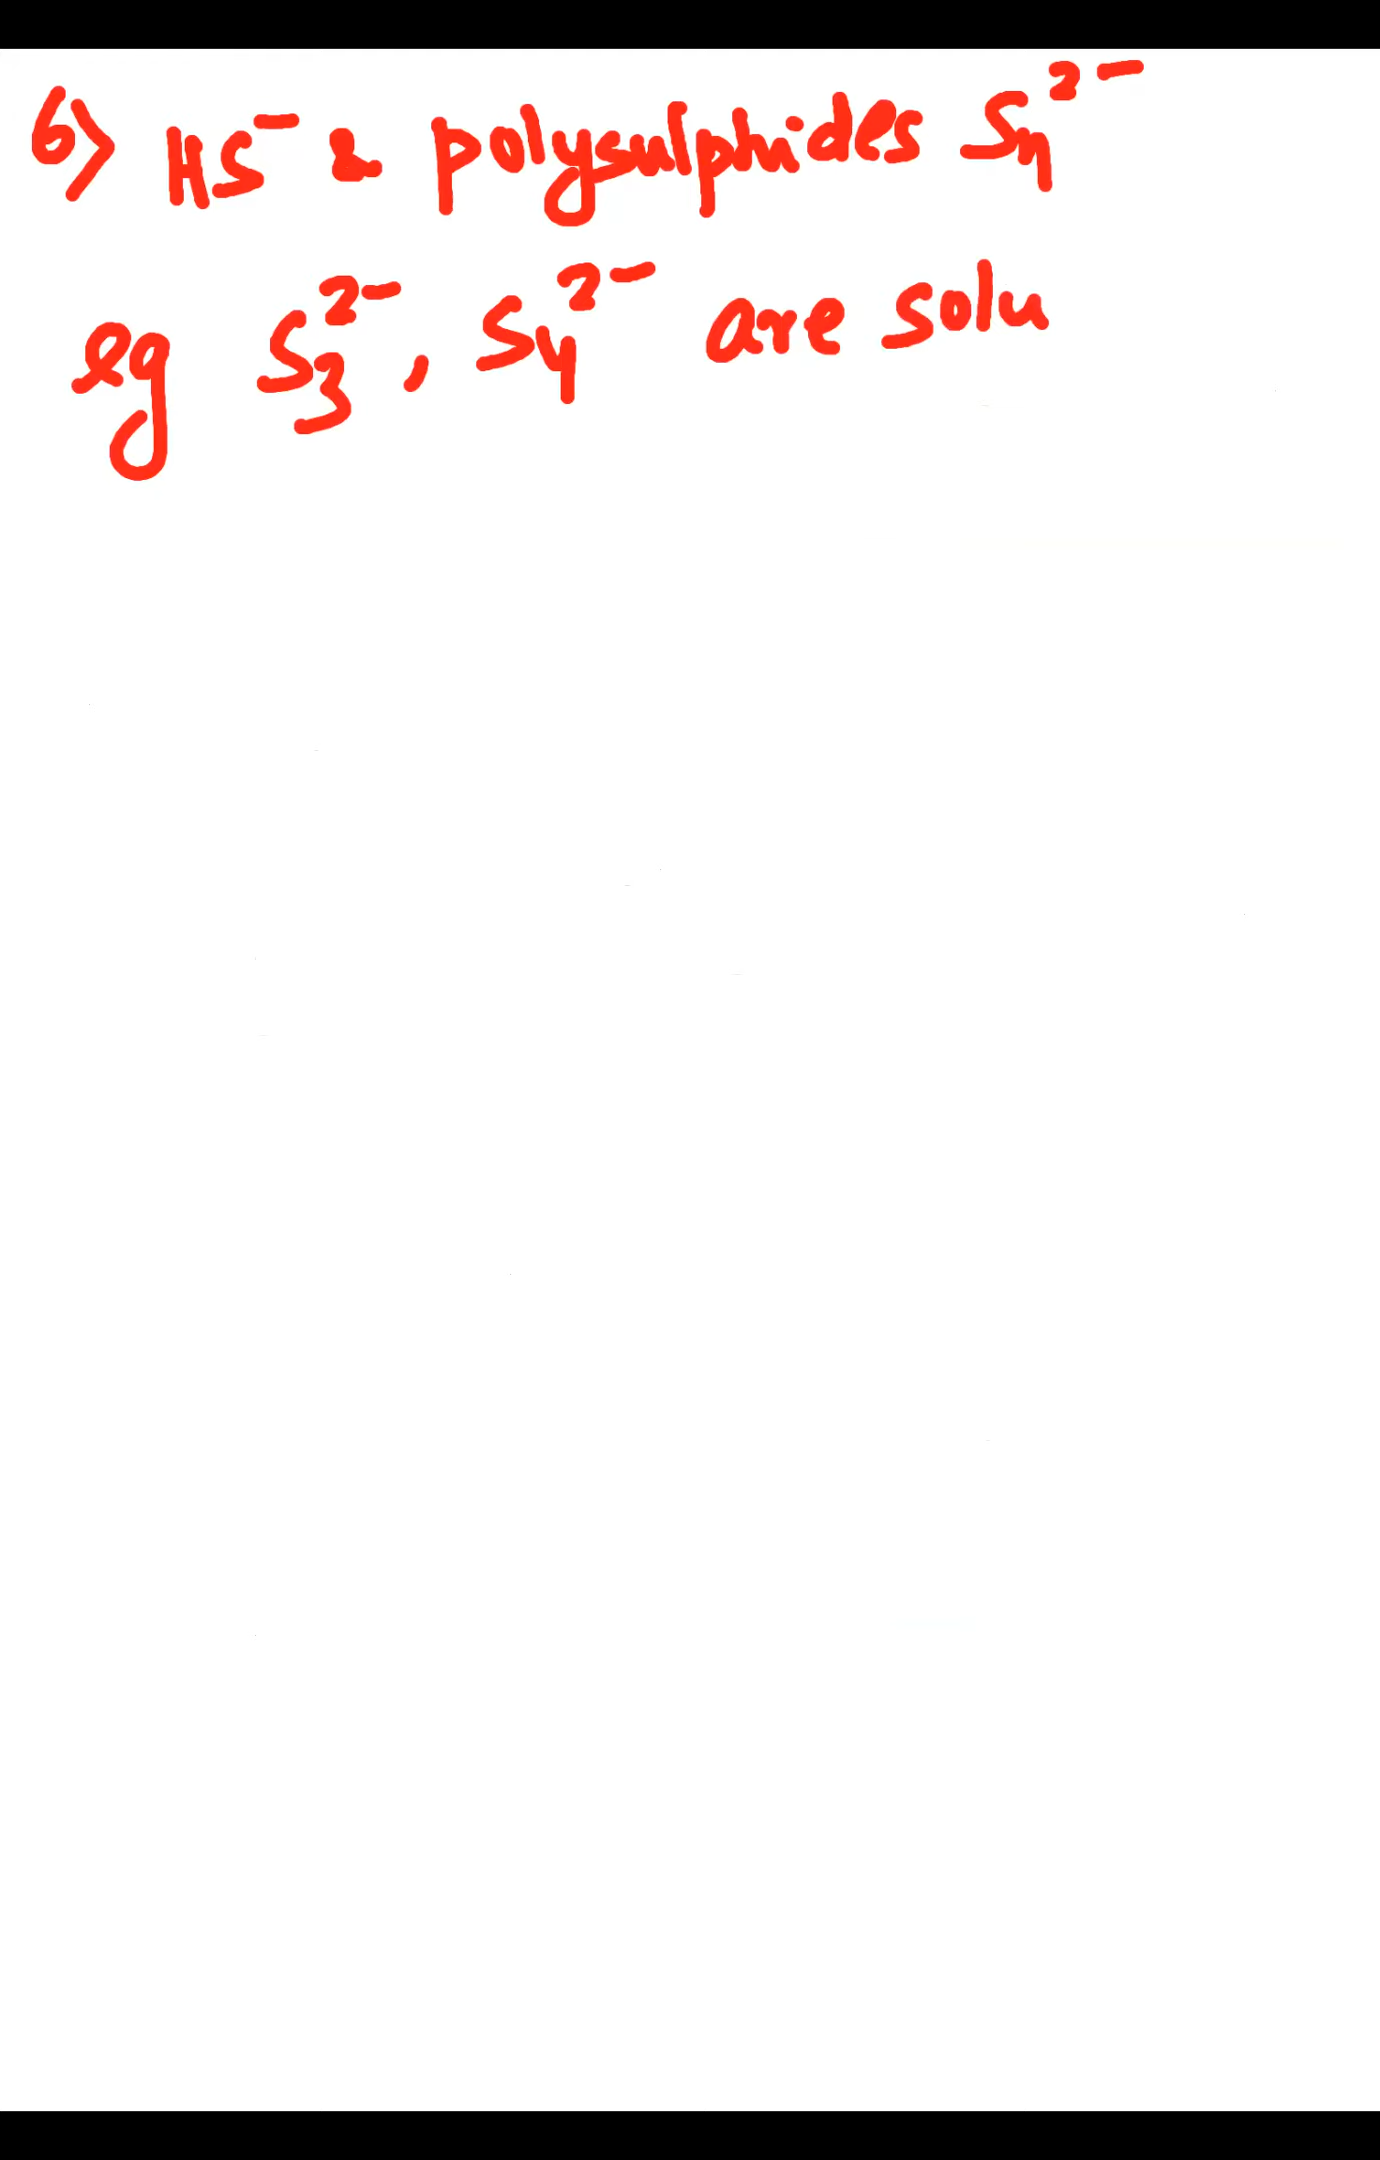 6) HS⁻ & polysulphides Sn²⁻
eg S₃²⁻, S₄²⁻ are solu